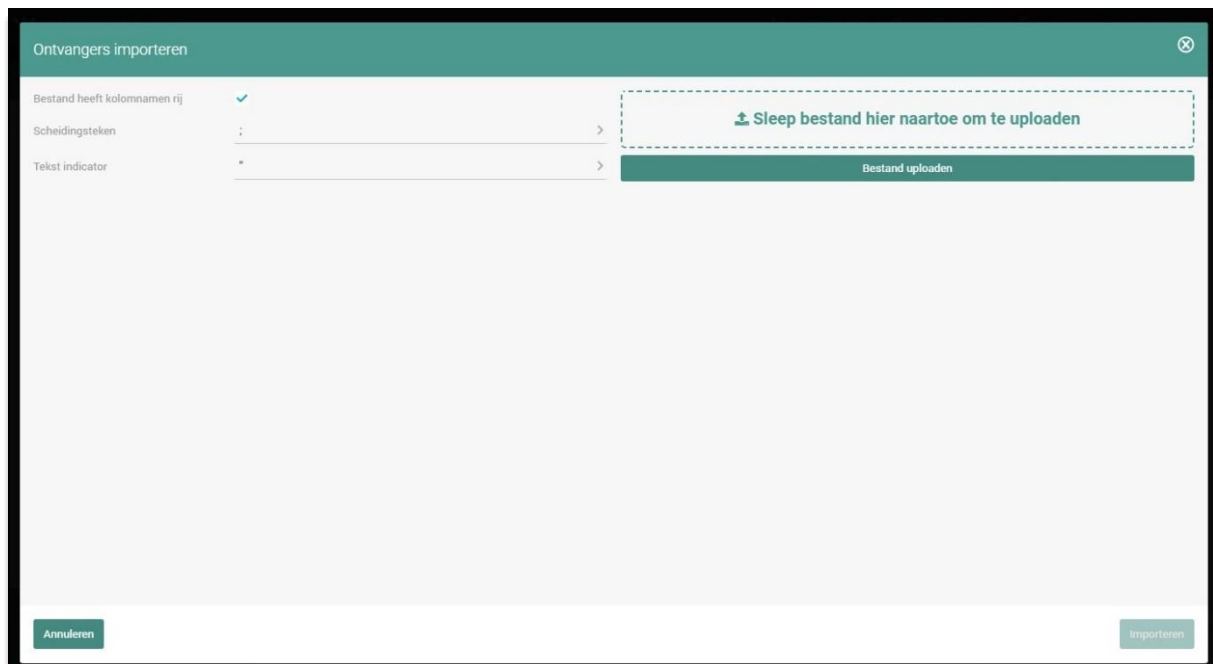 Ontvangers importeren
Bestand heeft kolomnamen rij
Scheidingsteken ;
Tekst indicator "
Sleep bestand hier naartoe om te uploaden
Bestand uploaden
Annuleren
Importeren